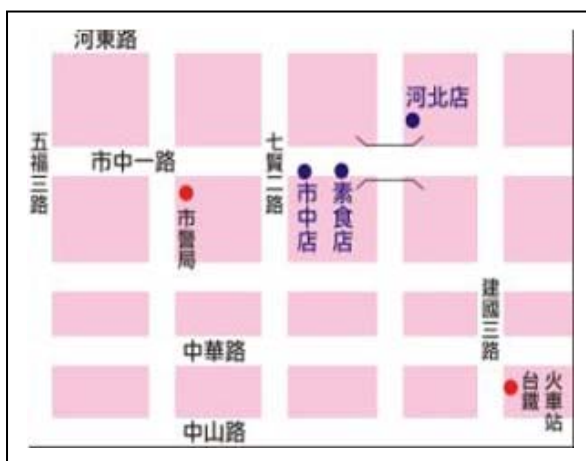 河東路
河北店
五福三路
市中一路
七賢二路
市警局
市中店
素食店
建國三路
中華路
火車站
台鐵
中山路